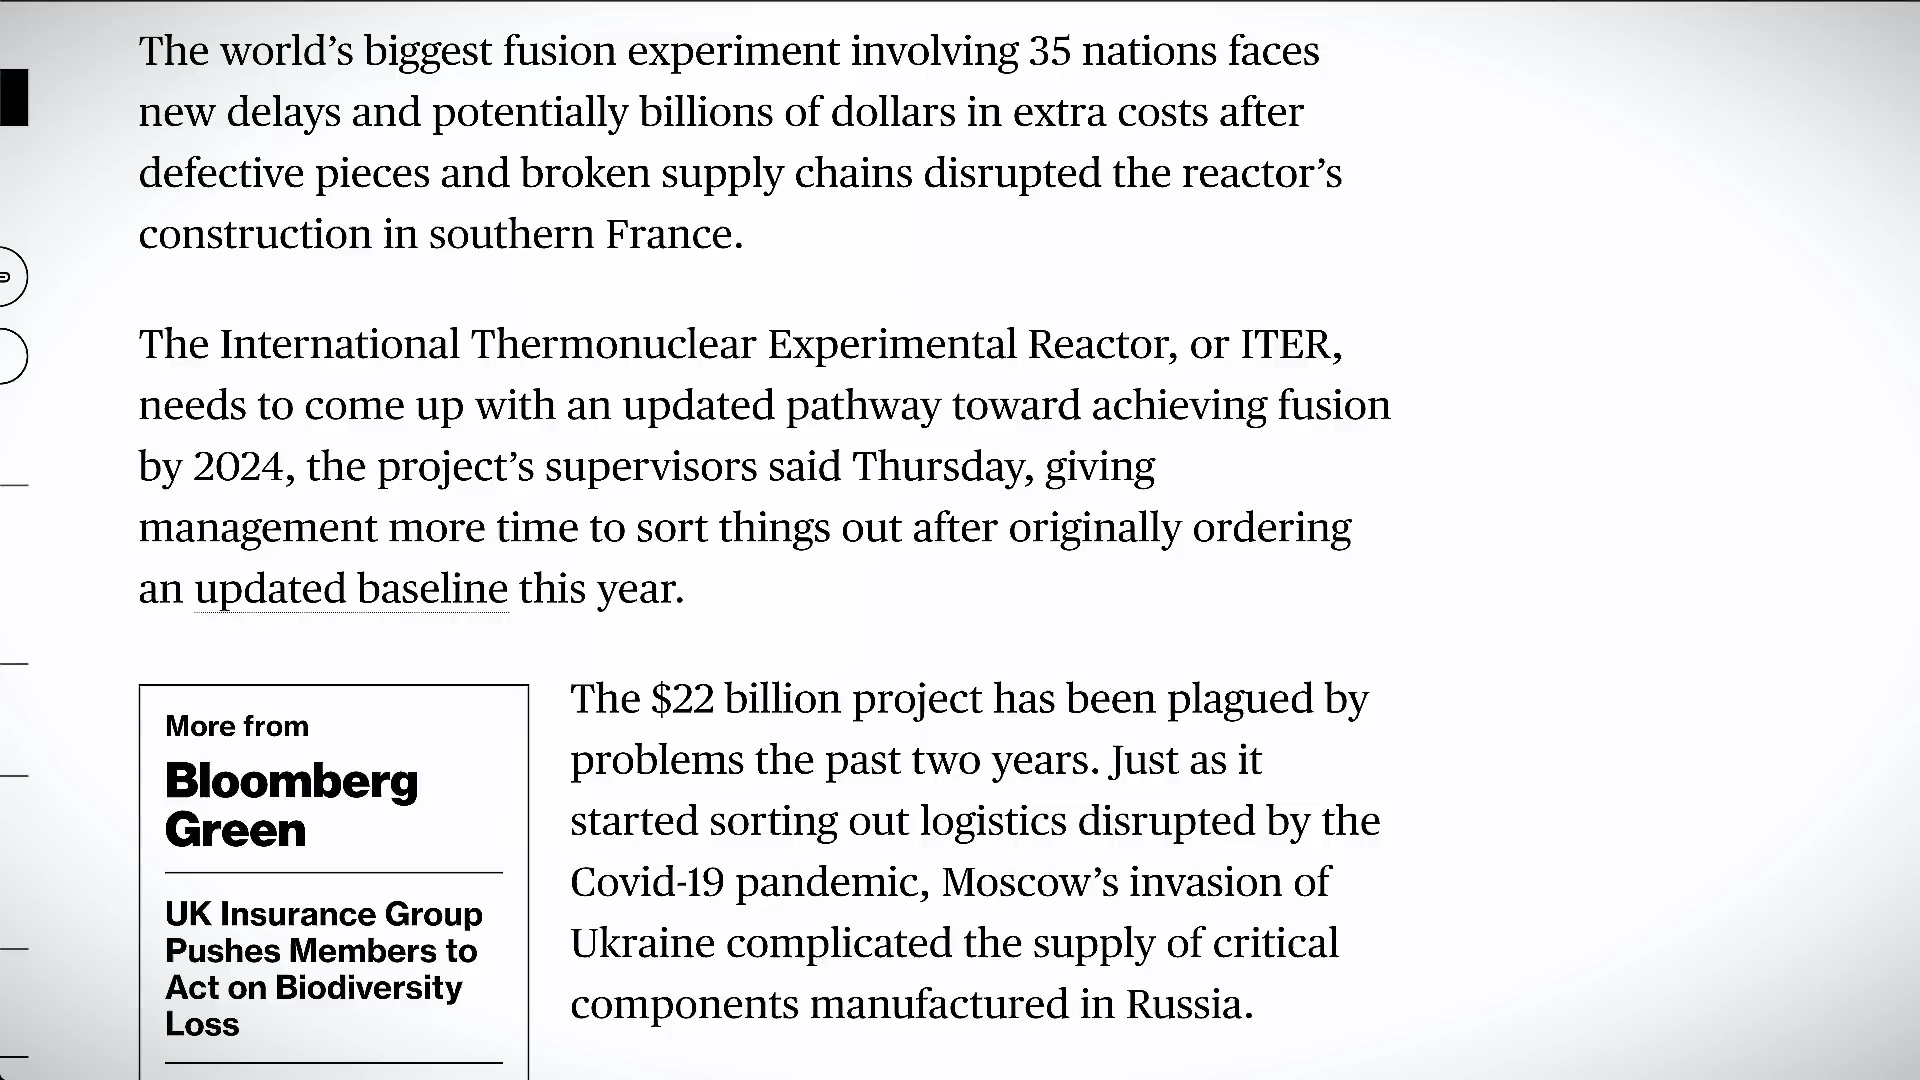 The world’s biggest fusion experiment involving 35 nations faces
new delays and potentially billions of dollars in extra costs after
defective pieces and broken supply chains disrupted the reactor’s
construction in southern France.
The International Thermonuclear Experimental Reactor, or ITER,
needs to come up with an updated pathway toward achieving fusion
by 2024, the project’s supervisors said Thursday, giving
management more time to sort things out after originally ordering
an updated baseline this year.
More from
Bloomberg
Green
UK Insurance Group
Pushes Members to
Act on Biodiversity
Loss
The $22 billion project has been plagued by
problems the past two years. Just as it
started sorting out logistics disrupted by the
Covid-19 pandemic, Moscow’s invasion of
Ukraine complicated the supply of critical
components manufactured in Russia.